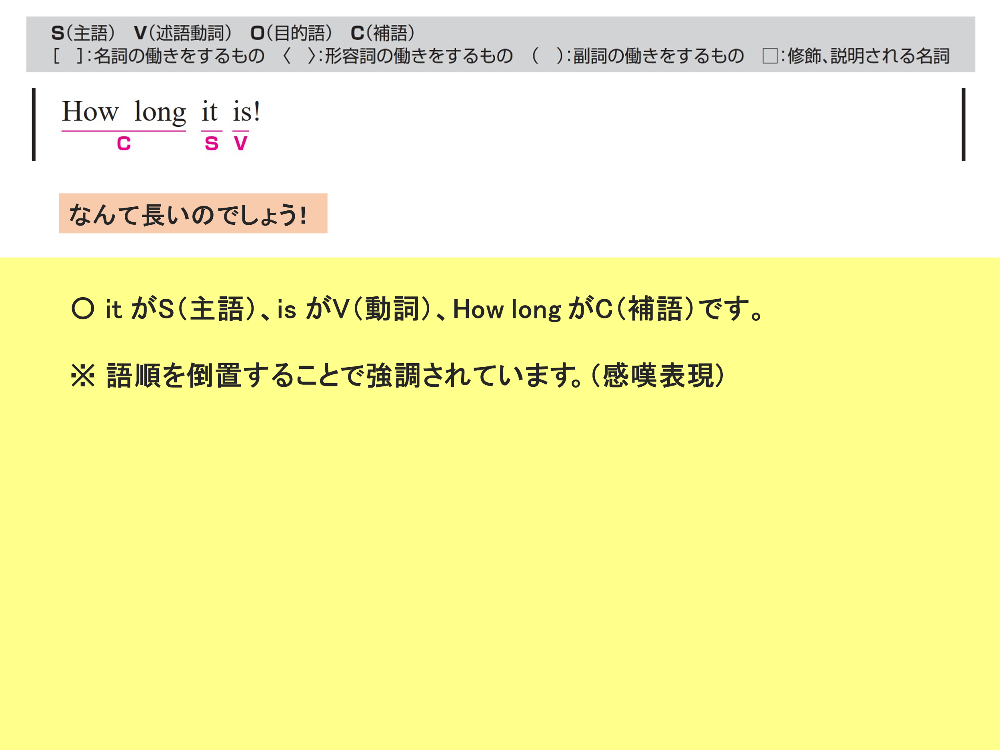 S(主語) V(述語動詞) O(目的語) C(補語)
[ ]:名詞の働きをするもの 〈 〉:形容詞の働きをするもの ( ):副詞の働きをするもの □:修飾、説明される名詞
How long it is!
C S V
なんて長いのでしょう!
○ it がS(主語)、is がV(動詞)、How long がC(補語)です。
※ 語順を倒置することで強調されています。(感嘆表現)